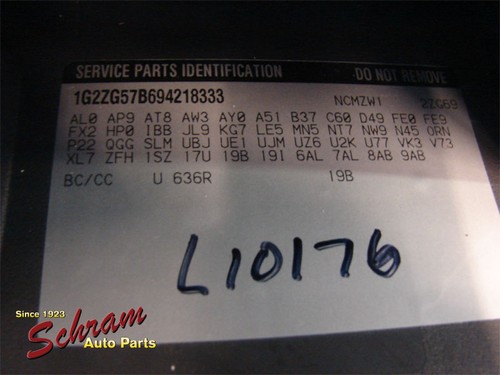 SERVICE PARTS IDENTIFICATION DO NOT REMOVE
1G2ZG57B694218333 NCMZW1 2ZG69
AL0 AP9 AT8 AW3 AY0 A51 B37 C60 D49 FE0 FE9
FX2 HP0 IBB JL9 KG7 LE5 MN5 NT7 NW9 N45 ORN
P22 QGG SLM UBJ UE1 UJM UZ6 U2K U77 VK3 V73
XL7 ZFH 1SZ 17U 19B 191 6AL 7AL 8AB 9AB
BC/CC U 636R 19B
L10176
Since 1923
Schram
Auto Parts